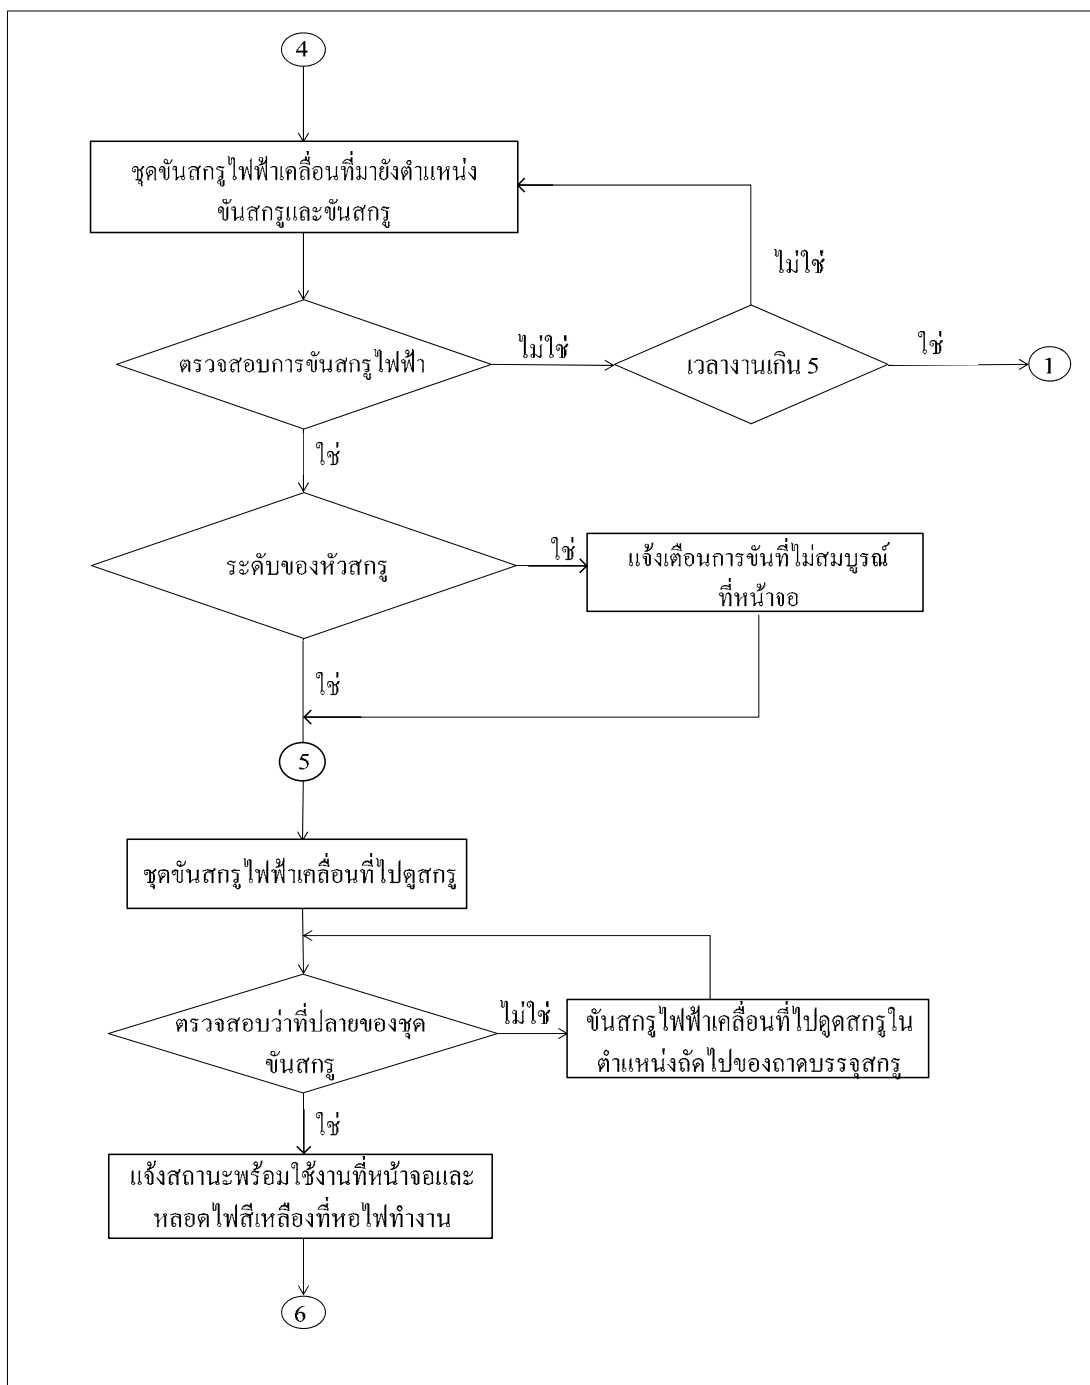 4
ชุดขันสกรูไฟฟ้าเคลื่อนที่มายังตำแหน่ง
ขันสกรูและขันสกรู
ไม่ใช่
ตรวจสอบการขันสกรูไฟฟ้า
ไม่ใช่
เวลางานเกิน 5
ใช่
1
ใช่
ระดับของหัวสกรู
ใช่
แจ้งเตือนการขันที่ไม่สมบูรณ์
ที่หน้าจอ
ใช่
5
ชุดขันสกรูไฟฟ้าเคลื่อนที่ไปดูสกรู
ตรวจสอบว่าที่ปลายของชุด
ขันสกรู
ไม่ใช่
ขันสกรูไฟฟ้าเคลื่อนที่ไปดูดสกรูใน
ตำแหน่งถัดไปของถาดบรรจุสกรู
ใช่
แจ้งสถานะพร้อมใช้งานที่หน้าจอและ
หลอดไฟสีเหลืองที่หอไฟทำงาน
6